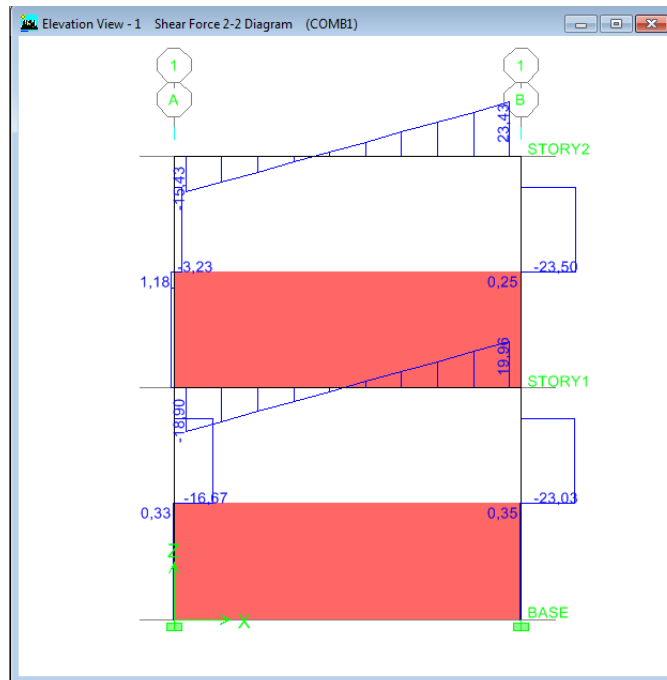 Elevation View - 1 Shear Force 2-2 Diagram (COMB1)
1
1
A
B
23,43
STORY2
-15,43
-3,23
-23,50
1,18
0,25
19,96
STORY1
-18,90
-16,67
-23,03
0,33
0,35
Z
X
BASE